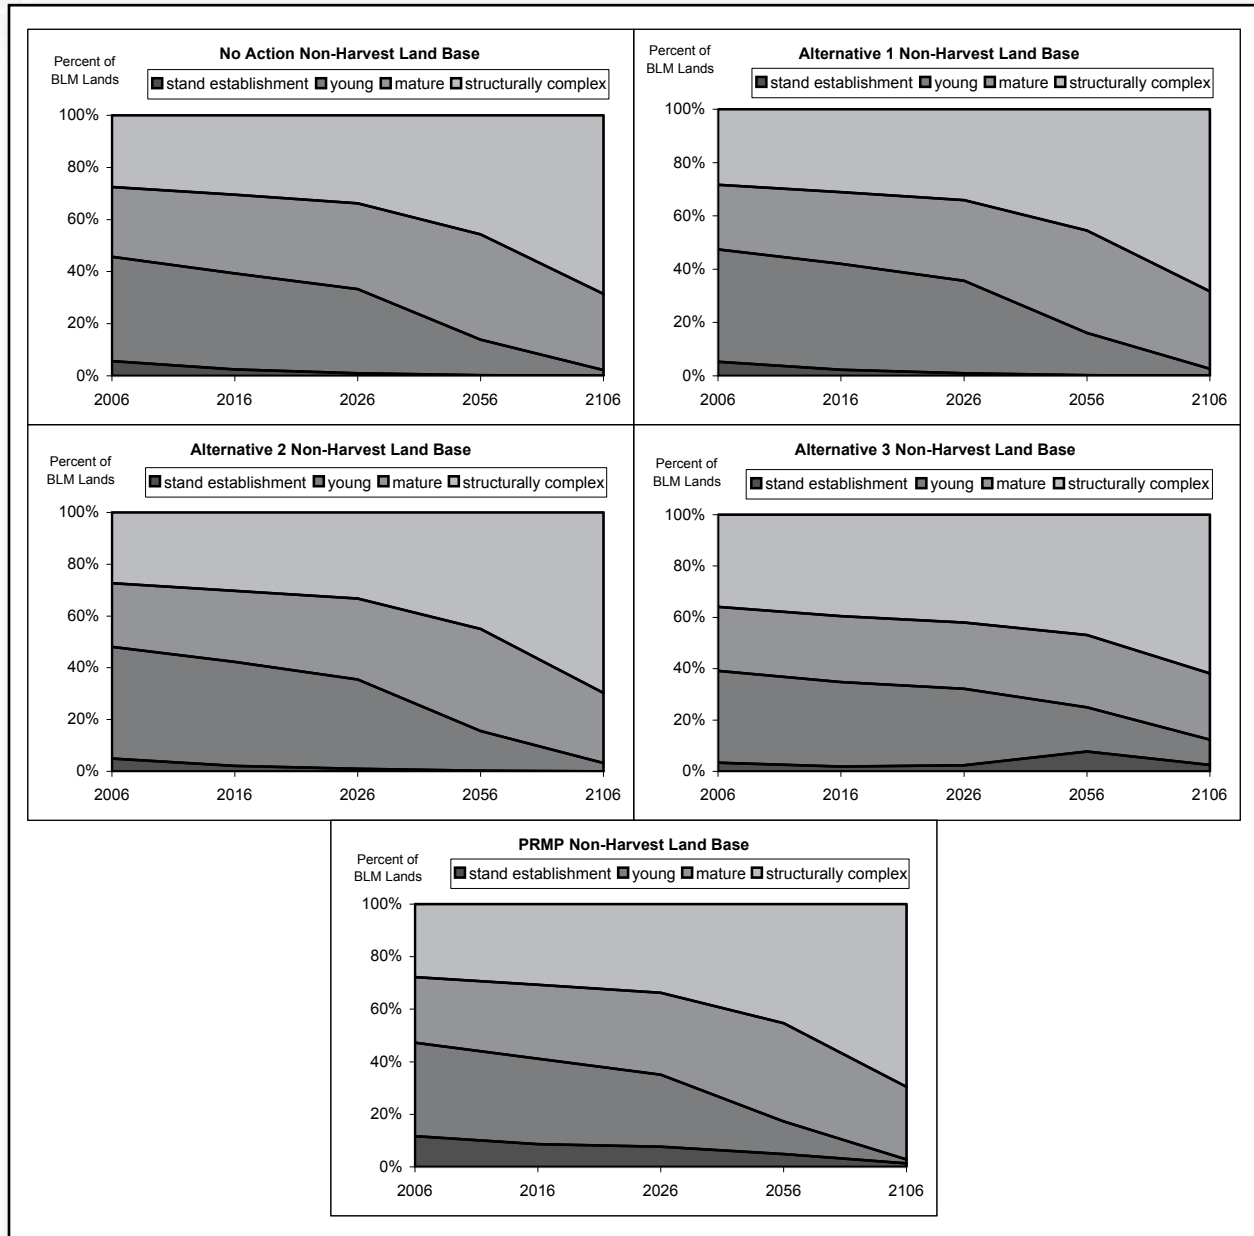 No Action Non-Harvest Land Base
Percent of
BLM Lands
stand establishment young mature structurally complex
100%
80%
60%
40%
20%
0%
2006 2016 2026 2056 2106
Alternative 1 Non-Harvest Land Base
Percent of
BLM Lands
stand establishment young mature structurally complex
100%
80%
60%
40%
20%
0%
2006 2016 2026 2056 2106
Alternative 2 Non-Harvest Land Base
Percent of
BLM Lands
stand establishment young mature structurally complex
100%
80%
60%
40%
20%
0%
2006 2016 2026 2056 2106
Alternative 3 Non-Harvest Land Base
Percent of
BLM Lands
stand establishment young mature structurally complex
100%
80%
60%
40%
20%
0%
2006 2016 2026 2056 2106
PRMP Non-Harvest Land Base
Percent of
BLM Lands
stand establishment young mature structurally complex
100%
80%
60%
40%
20%
0%
2006 2016 2026 2056 2106